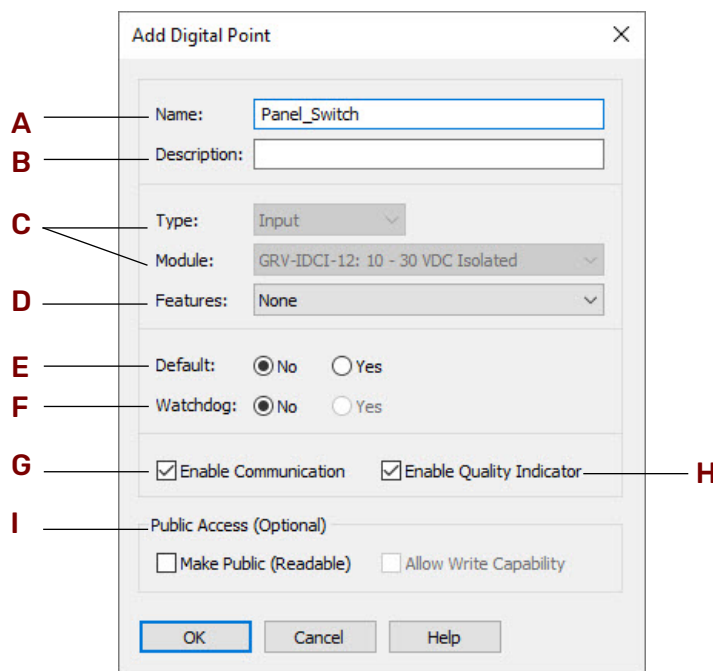 Add Digital Point
A Name: Panel_Switch
B Description:
C Type: Input
Module: GRV-IDCI-12: 10 - 30 VDC Isolated
D Features: None
E Default: No Yes
F Watchdog: No Yes
G Enable Communication Enable Quality Indicator H
I Public Access (Optional)
Make Public (Readable) Allow Write Capability
OK Cancel Help